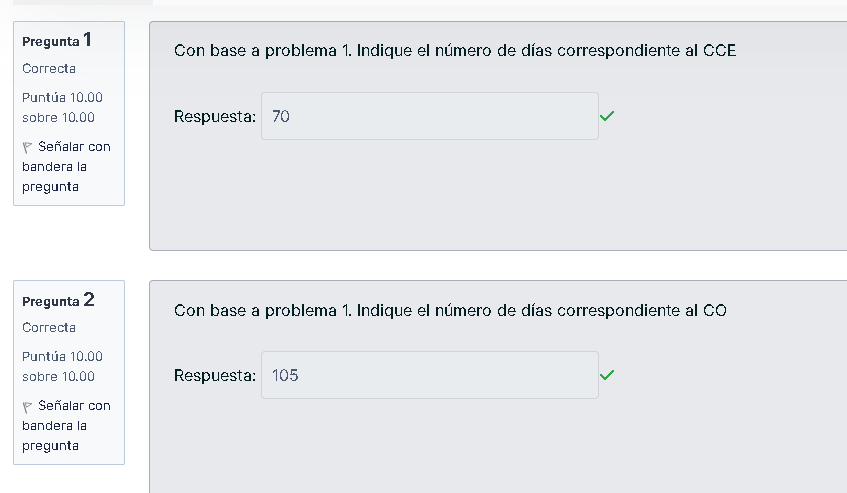 Pregunta 1
Correcta
Puntúa 10.00
sobre 10.00
Señalar con
bandera la
pregunta
Con base a problema 1. Indique el número de días correspondiente al CCE
Respuesta: 70
Pregunta 2
Correcta
Puntúa 10.00
sobre 10.00
Señalar con
bandera la
pregunta
Con base a problema 1. Indique el número de días correspondiente al CO
Respuesta: 105